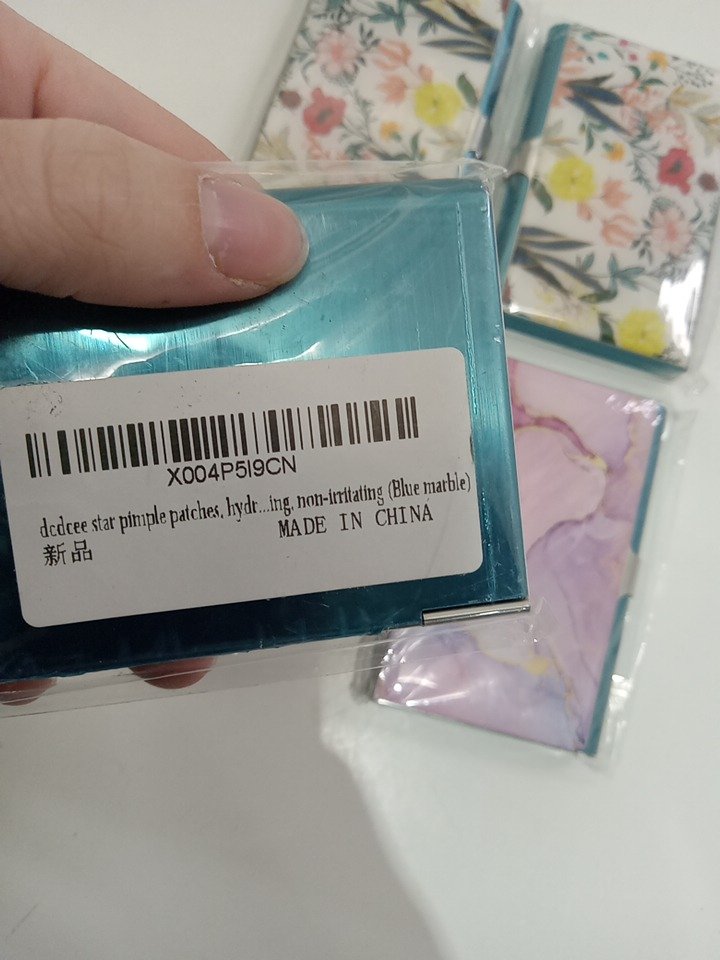 X004P5I9CN
dcdcee star pimple patches, hydr...ing, non-irritating (Blue marble)
MADE IN CHINA
新品